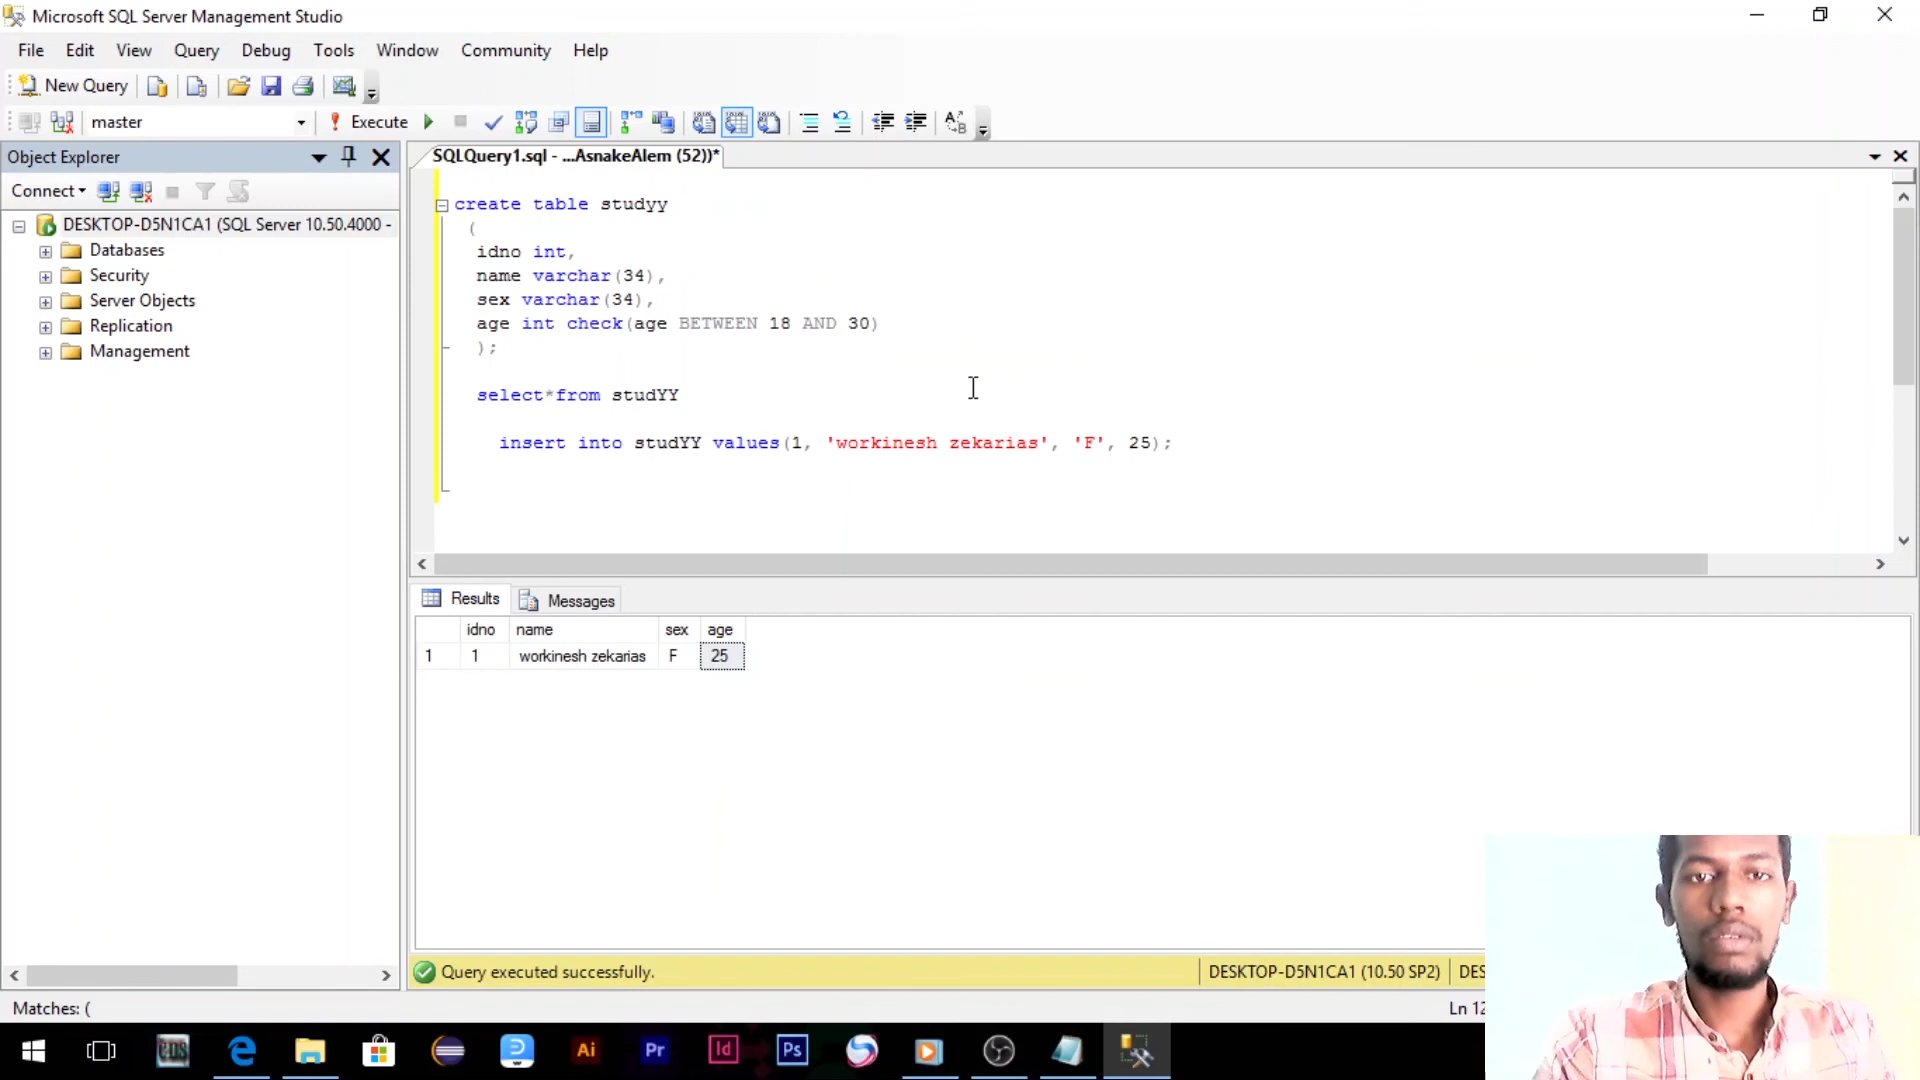 Microsoft SQL Server Management Studio
File Edit View Query Debug Tools Window Community Help
New Query
master Execute
Object Explorer
SQLQuery1.sql - ...AsnakeAlem (52))*
Connect
DESKTOP-D5N1CA1 (SQL Server 10.50.4000 -
Databases
Security
Server Objects
Replication
Management
create table studyy
(
idno int,
name varchar(34),
sex varchar(34),
age int check(age BETWEEN 18 AND 30)
);
select*from studYY
insert into studYY values(1, 'workinesh zekarias', 'F', 25);
Results Messages
idno name sex age
1 1 workinesh zekarias F 25
Query executed successfully. DESKTOP-D5N1CA1 (10.50 SP2) DES
Matches: ( Ln 12
Ai Pr Id Ps